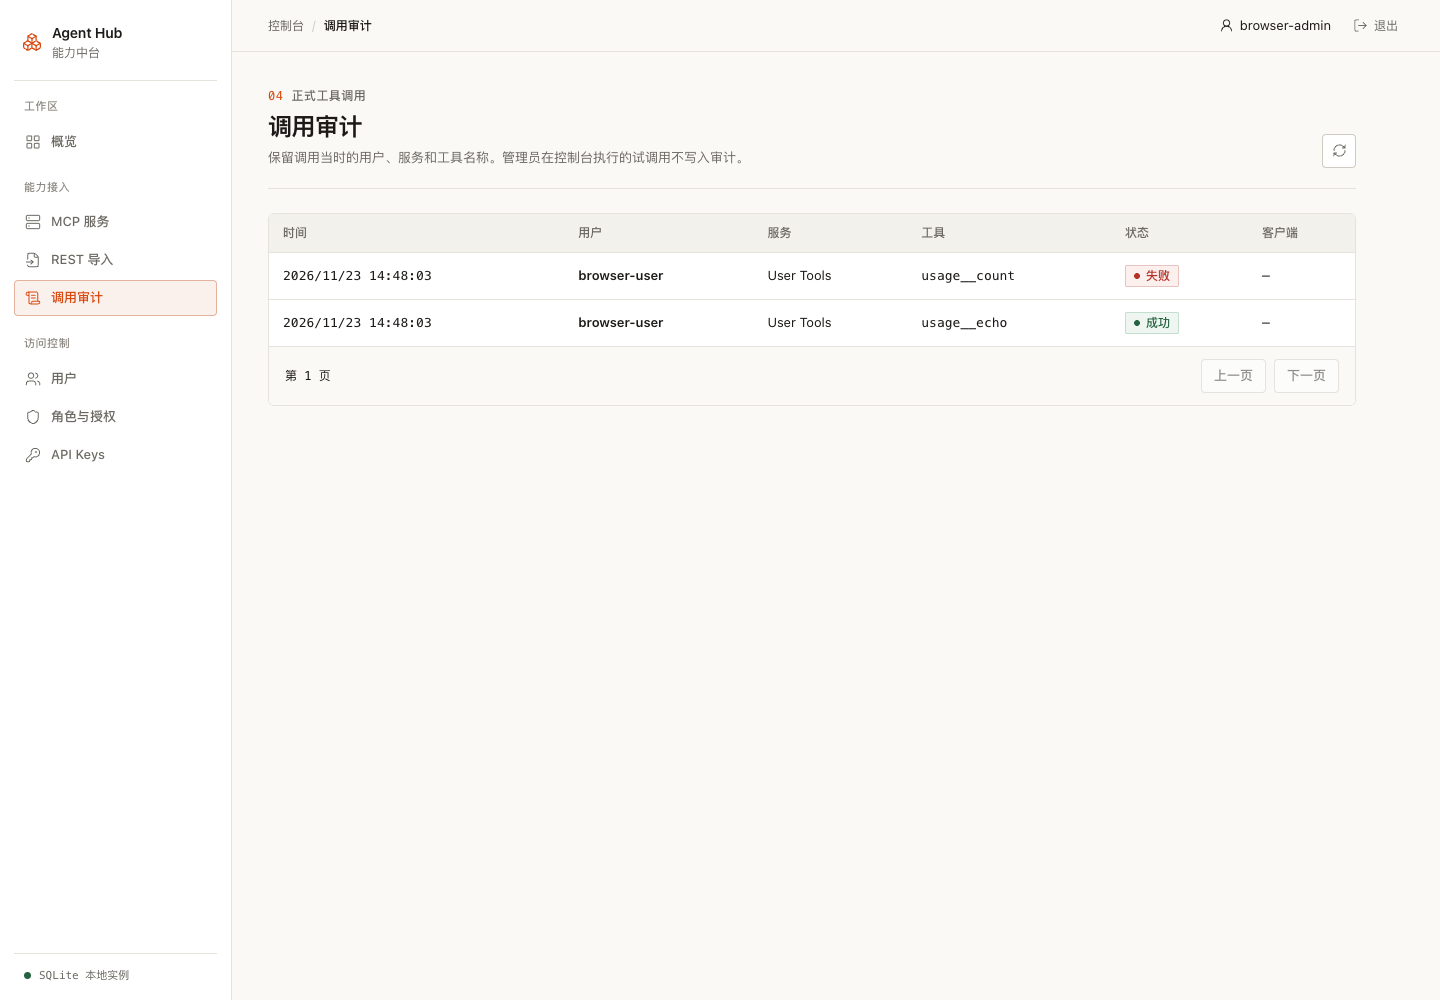 Agent Hub
能力中台
工作区
概览
能力接入
MCP 服务
REST 导入
调用审计
访问控制
用户
角色与授权
API Keys
SQLite 本地实例
控制台 / 调用审计
browser-admin
退出
04 正式工具调用
调用审计
保留调用当时的用户、服务和工具名称。管理员在控制台执行的试调用不写入审计。
时间 用户 服务 工具 状态 客户端
2026/11/23 14:48:03 browser-user User Tools usage__count 失败 —
2026/11/23 14:48:03 browser-user User Tools usage__echo 成功 —
第 1 页
上一页 下一页